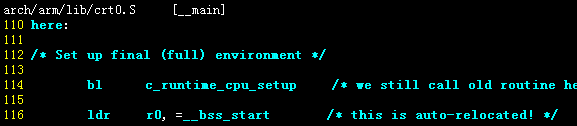 arch/arm/lib/crt0.S [__main]
110 here:
111
112 /* Set up final (full) environment */
113
114 bl c_runtime_cpu_setup /* we still call old routine he
115
116 ldr r0, =__bss_start /* this is auto-relocated! */